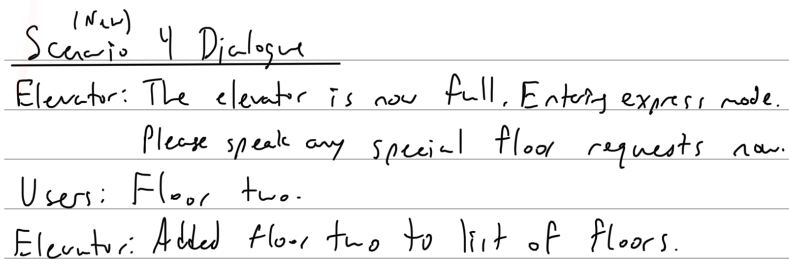 (New)
Scenario 4 Dialogue
Elevator: The elevator is now full. Entering express mode.
Please speak any special floor requests now.
Users: Floor two.
Elevator: Added floor two to list of floors.